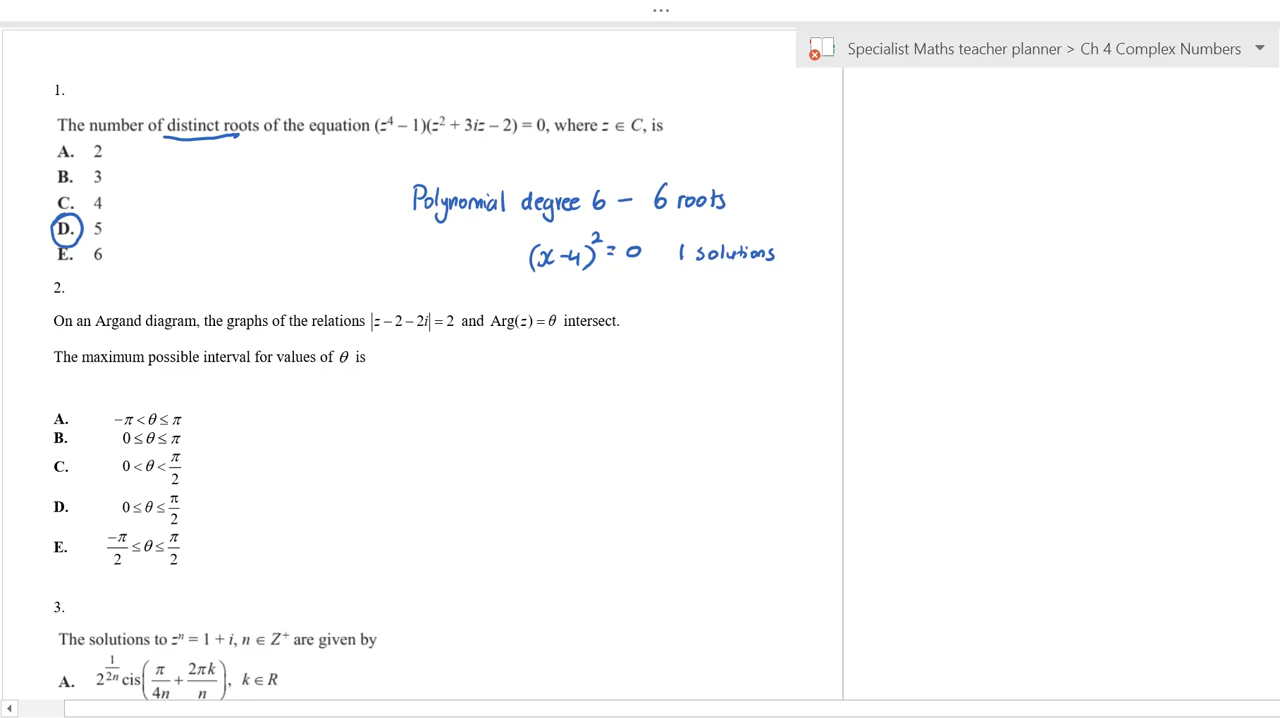 ...
Specialist Maths teacher planner > Ch 4 Complex Numbers
1.
The number of distinct roots of the equation (z⁴ − 1)(z² + 3iz − 2) = 0, where z ∈ C, is
A. 2
B. 3
C. 4
D. 5
E. 6
Polynomial degree 6 – 6 roots
(x-4)² = 0 1 solutions
2.
On an Argand diagram, the graphs of the relations |z − 2 − 2i| = 2 and Arg(z) = θ intersect.
The maximum possible interval for values of θ is
A. −π < θ ≤ π
B. 0 ≤ θ ≤ π
C. 0 < θ < π/2
D. 0 ≤ θ ≤ π/2
E. −π/2 ≤ θ ≤ π/2
3.
The solutions to zⁿ = 1 + i, n ∈ Z⁺ are given by
A. 2^(1/2n) cis(π/4n + 2πk/n), k ∈ R